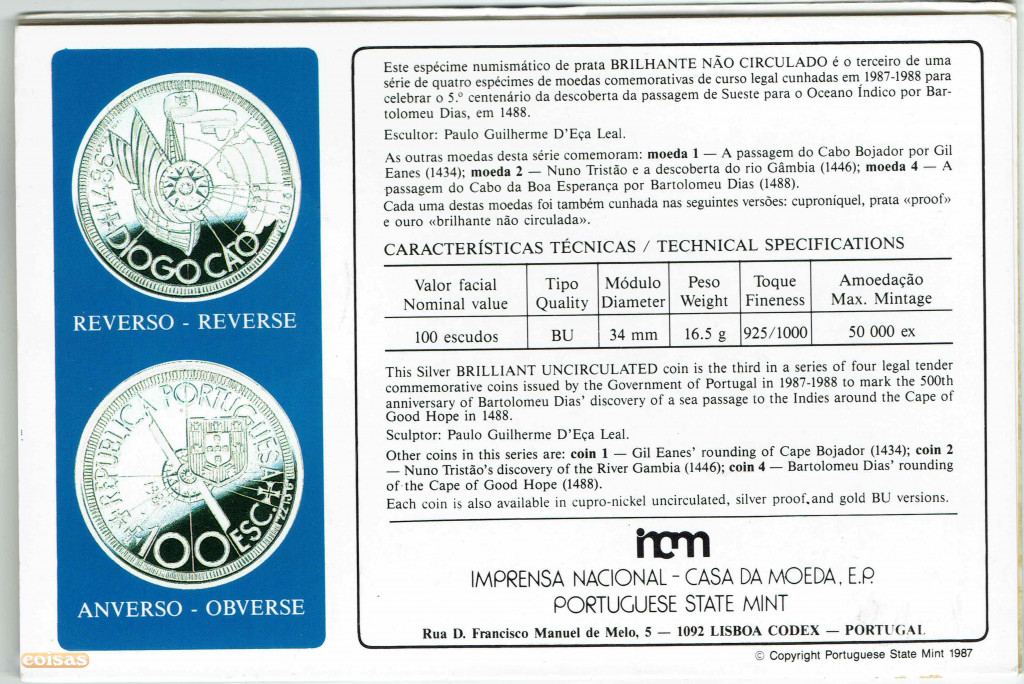 +1486+
DIOGO CÃO
REVERSO - REVERSE
REPÚBLICA PORTUGUESA
100 ESC.
ANVERSO - OBVERSE
coisas
Este espécime numismático de prata BRILHANTE NÃO CIRCULADO é o terceiro de uma
série de quatro espécimes de moedas comemorativas de curso legal cunhadas em 1987-1988 para
celebrar o 5.º centenário da descoberta da passagem de Sueste para o Oceano Índico por Bar-
tolomeu Dias, em 1488.
Escultor: Paulo Guilherme D'Eça Leal.
As outras moedas desta série comemoram: moeda 1 — A passagem do Cabo Bojador por Gil
Eanes (1434); moeda 2 — Nuno Tristão e a descoberta do rio Gâmbia (1446); moeda 4 — A
passagem do Cabo da Boa Esperança por Bartolomeu Dias (1488).
Cada uma destas moedas foi também cunhada nas seguintes versões: cuproníquel, prata «proof»
e ouro «brilhante não circulada».
CARACTERÍSTICAS TÉCNICAS / TECHNICAL SPECIFICATIONS
Valor facial Tipo Módulo Peso Toque Amoedação
Nominal value Quality Diameter Weight Fineness Max. Mintage
100 escudos BU 34 mm 16.5 g 925/1000 50 000 ex
This Silver BRILLIANT UNCIRCULATED coin is the third in a series of four legal tender
commemorative coins issued by the Government of Portugal in 1987-1988 to mark the 500th
anniversary of Bartolomeu Dias' discovery of a sea passage to the Indies around the Cape of
Good Hope in 1488.
Sculptor: Paulo Guilherme D'Eça Leal.
Other coins in this series are: coin 1 — Gil Eanes' rounding of Cape Bojador (1434); coin 2
— Nuno Tristão's discovery of the River Gambia (1446); coin 4 — Bartolomeu Dias' rounding
of the Cape of Good Hope (1488).
Each coin is also available in cupro-nickel uncirculated, silver proof, and gold BU versions.
incm
IMPRENSA NACIONAL - CASA DA MOEDA, E.P.
PORTUGUESE STATE MINT
Rua D. Francisco Manuel de Melo, 5 — 1092 LISBOA CODEX — PORTUGAL
© Copyright Portuguese State Mint 1987